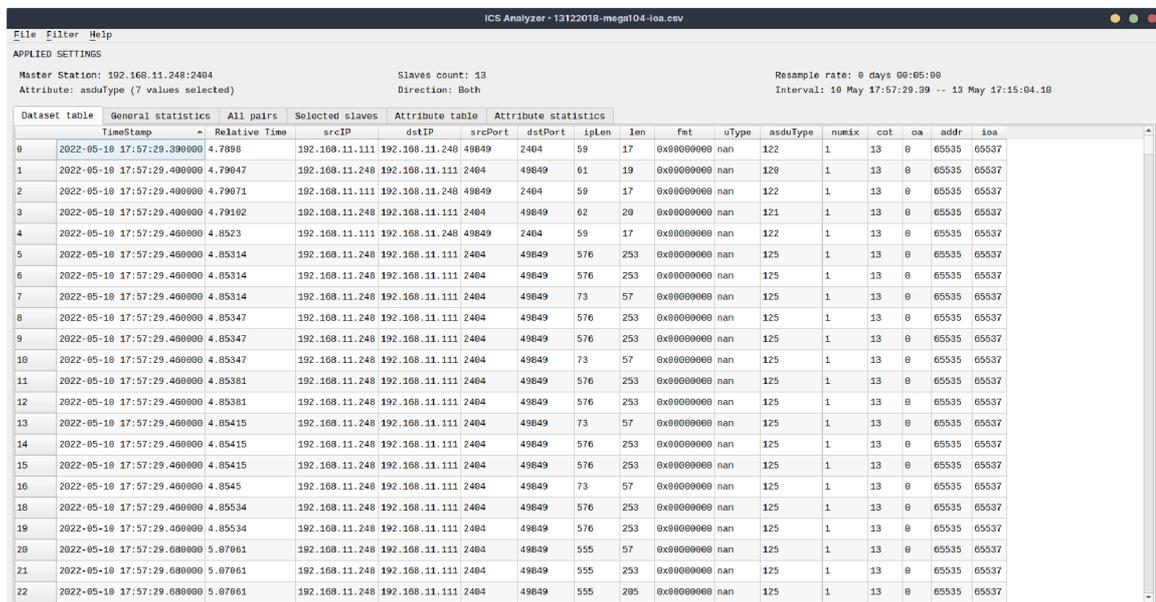 ICS Analyzer - 13122018-mega104-ioa.csv
File Filter Help
APPLIED SETTINGS
Master Station: 192.168.11.248:2404 Slaves count: 13 Resample rate: 0 days 00:05:00
Attribute: asduType (7 values selected) Direction: Both Interval: 10 May 17:57:29.39 -- 13 May 17:15:04.18
Dataset table General statistics All pairs Selected slaves Attribute table Attribute statistics
TimeStamp Relative Time srcIP dstIP srcPort dstPort ipLen len fmt uType asduType numix cot oa addr ioa
0 2022-05-10 17:57:29.390000 4.7898 192.168.11.111 192.168.11.248 49849 2404 59 17 0x00000000 nan 122 1 13 0 65535 65537
1 2022-05-10 17:57:29.400000 4.79047 192.168.11.248 192.168.11.111 2404 49849 61 19 0x00000000 nan 120 1 13 0 65535 65537
2 2022-05-10 17:57:29.400000 4.79071 192.168.11.111 192.168.11.248 49849 2404 59 17 0x00000000 nan 122 1 13 0 65535 65537
3 2022-05-10 17:57:29.400000 4.79102 192.168.11.248 192.168.11.111 2404 49849 62 20 0x00000000 nan 121 1 13 0 65535 65537
4 2022-05-10 17:57:29.460000 4.8523 192.168.11.111 192.168.11.248 49849 2404 59 17 0x00000000 nan 122 1 13 0 65535 65537
5 2022-05-10 17:57:29.460000 4.85314 192.168.11.248 192.168.11.111 2404 49849 576 253 0x00000000 nan 125 1 13 0 65535 65537
6 2022-05-10 17:57:29.460000 4.85314 192.168.11.248 192.168.11.111 2404 49849 576 253 0x00000000 nan 125 1 13 0 65535 65537
7 2022-05-10 17:57:29.460000 4.85314 192.168.11.248 192.168.11.111 2404 49849 73 57 0x00000000 nan 125 1 13 0 65535 65537
8 2022-05-10 17:57:29.460000 4.85347 192.168.11.248 192.168.11.111 2404 49849 576 253 0x00000000 nan 125 1 13 0 65535 65537
9 2022-05-10 17:57:29.460000 4.85347 192.168.11.248 192.168.11.111 2404 49849 576 253 0x00000000 nan 125 1 13 0 65535 65537
10 2022-05-10 17:57:29.460000 4.85347 192.168.11.248 192.168.11.111 2404 49849 73 57 0x00000000 nan 125 1 13 0 65535 65537
11 2022-05-10 17:57:29.460000 4.85381 192.168.11.248 192.168.11.111 2404 49849 576 253 0x00000000 nan 125 1 13 0 65535 65537
12 2022-05-10 17:57:29.460000 4.85381 192.168.11.248 192.168.11.111 2404 49849 576 253 0x00000000 nan 125 1 13 0 65535 65537
13 2022-05-10 17:57:29.460000 4.85415 192.168.11.248 192.168.11.111 2404 49849 73 57 0x00000000 nan 125 1 13 0 65535 65537
14 2022-05-10 17:57:29.460000 4.85415 192.168.11.248 192.168.11.111 2404 49849 576 253 0x00000000 nan 125 1 13 0 65535 65537
15 2022-05-10 17:57:29.460000 4.85415 192.168.11.248 192.168.11.111 2404 49849 576 253 0x00000000 nan 125 1 13 0 65535 65537
16 2022-05-10 17:57:29.460000 4.8545 192.168.11.248 192.168.11.111 2404 49849 73 57 0x00000000 nan 125 1 13 0 65535 65537
18 2022-05-10 17:57:29.460000 4.85534 192.168.11.248 192.168.11.111 2404 49849 576 253 0x00000000 nan 125 1 13 0 65535 65537
19 2022-05-10 17:57:29.460000 4.85534 192.168.11.248 192.168.11.111 2404 49849 576 253 0x00000000 nan 125 1 13 0 65535 65537
20 2022-05-10 17:57:29.680000 5.07061 192.168.11.248 192.168.11.111 2404 49849 555 57 0x00000000 nan 125 1 13 0 65535 65537
21 2022-05-10 17:57:29.680000 5.07061 192.168.11.248 192.168.11.111 2404 49849 555 253 0x00000000 nan 125 1 13 0 65535 65537
22 2022-05-10 17:57:29.680000 5.07061 192.168.11.248 192.168.11.111 2404 49849 555 205 0x00000000 nan 125 1 13 0 65535 65537